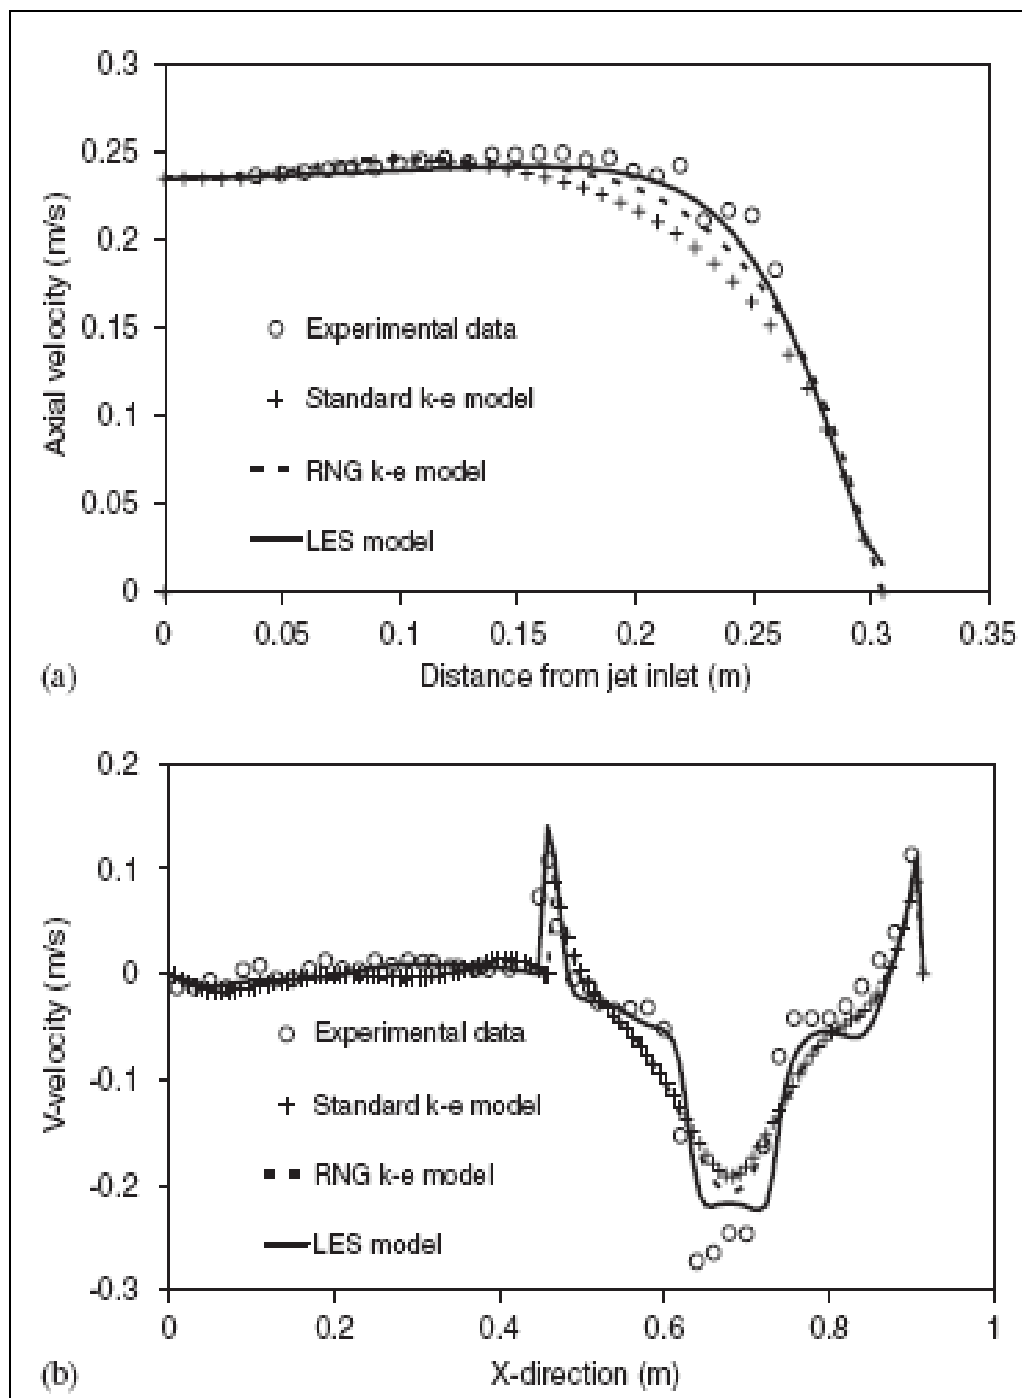 0.3
0.25
0.2
0.15
0.1
0.05
0
Axial velocity (m/s)
Experimental data
Standard k-e model
RNG k-e model
LES model
0 0.05 0.1 0.15 0.2 0.25 0.3 0.35
Distance from jet inlet (m)
(a)
0.2
0.1
0
-0.1
-0.2
-0.3
V-velocity (m/s)
Experimental data
Standard k-e model
RNG k-e model
LES model
0 0.2 0.4 0.6 0.8 1
X-direction (m)
(b)